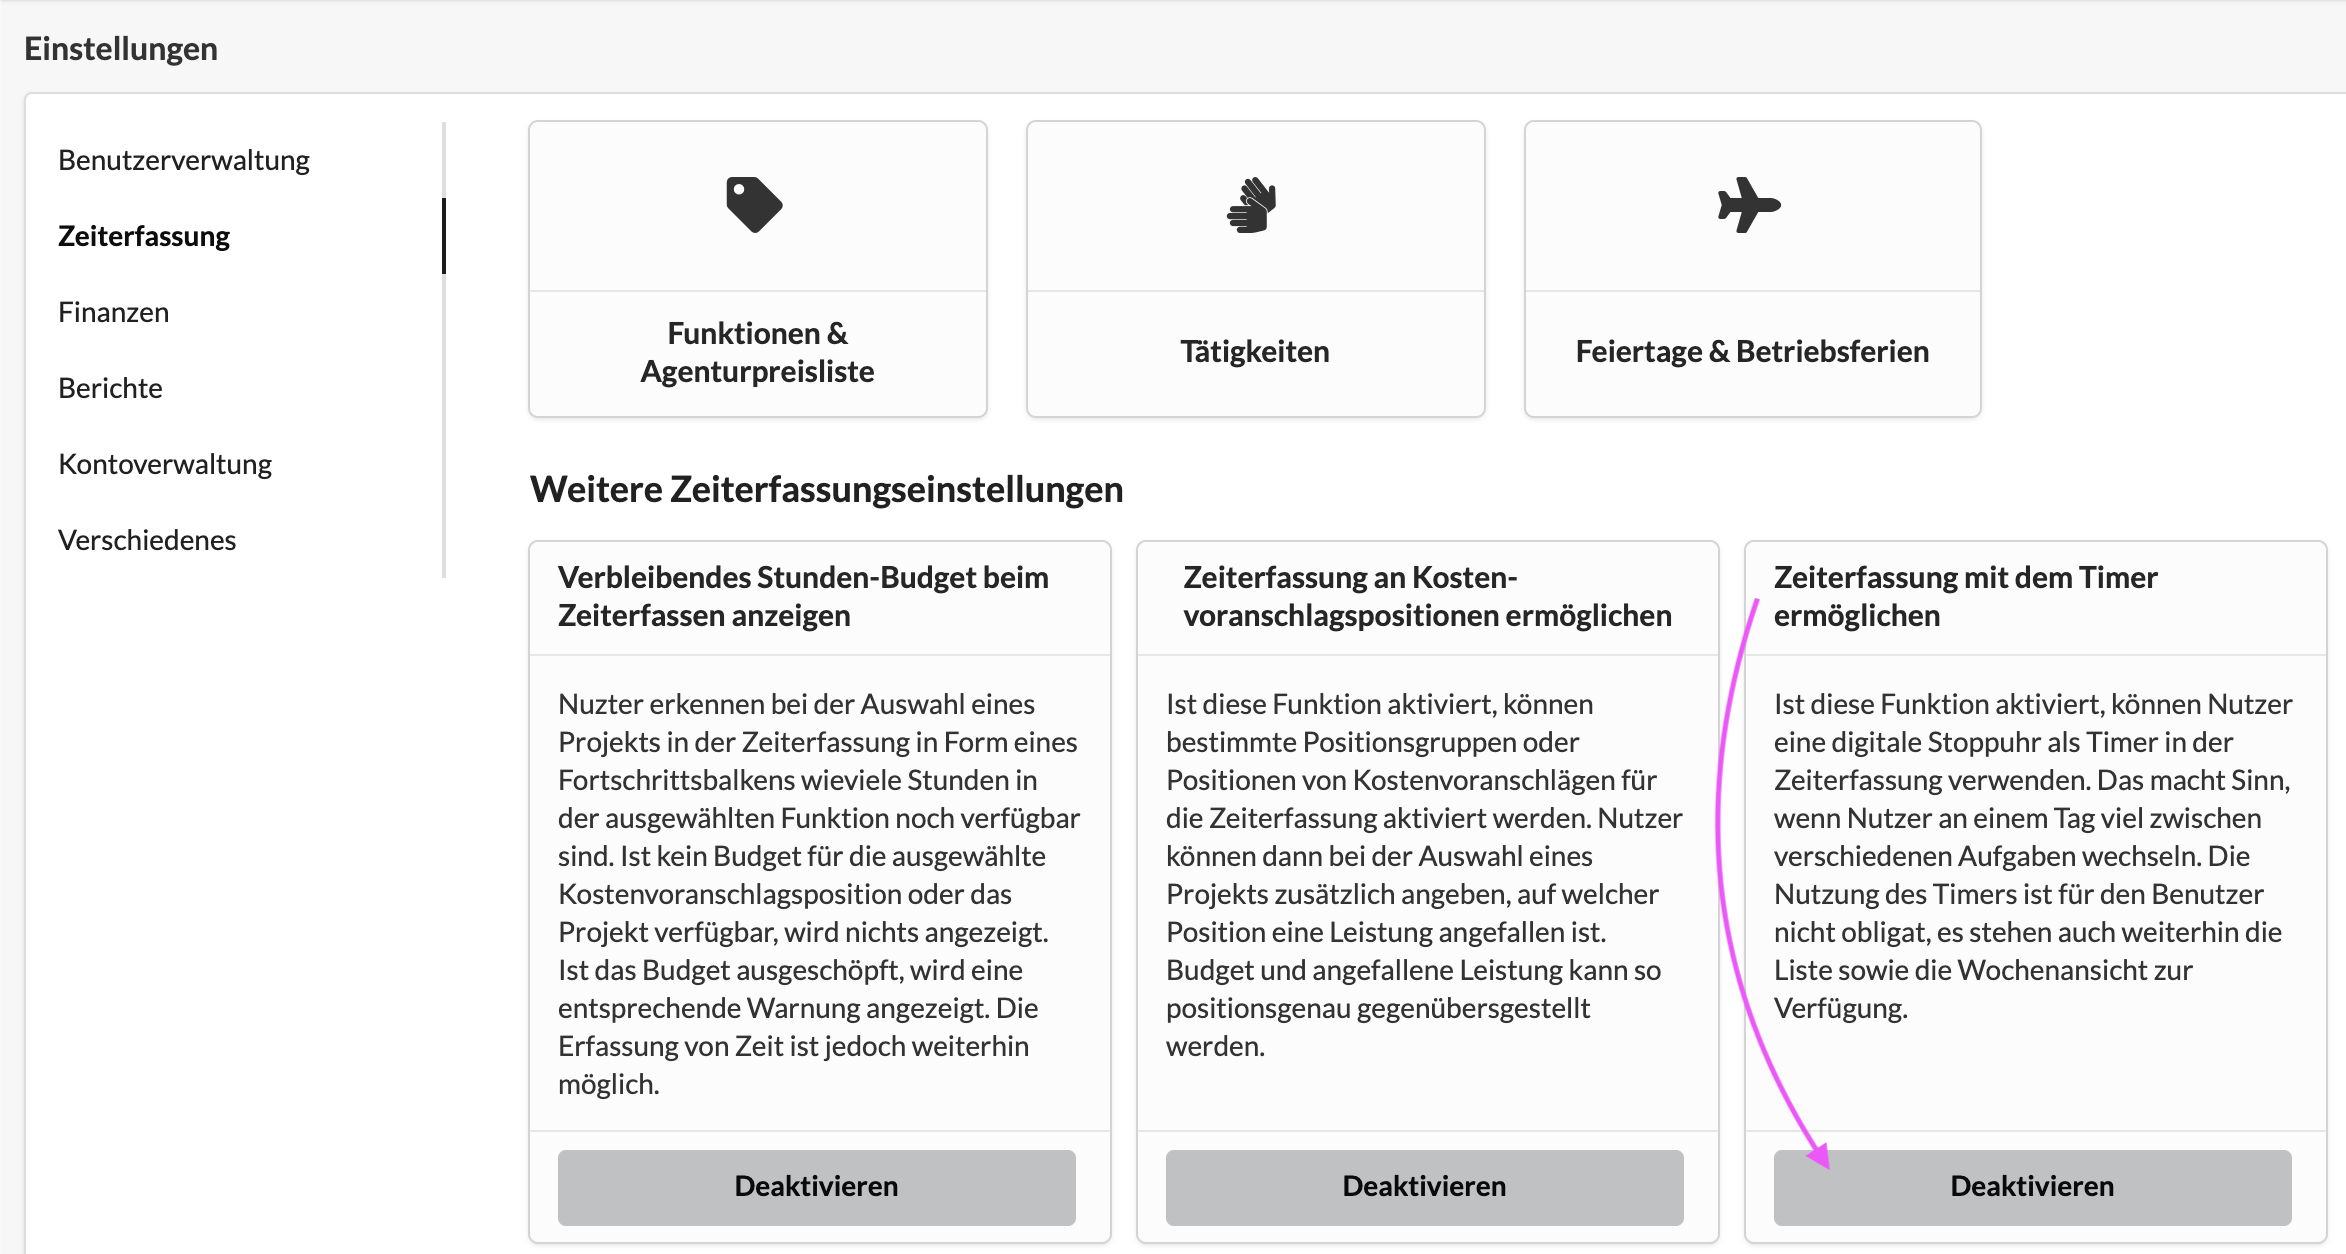 Einstellungen
Benutzerverwaltung
Zeiterfassung
Finanzen
Berichte
Kontoverwaltung
Verschiedenes
Funktionen &
Agenturpreisliste
Tätigkeiten
Feiertage & Betriebsferien
Weitere Zeiterfassungseinstellungen
Verbleibendes Stunden-Budget beim
Zeiterfassen anzeigen
Nuzter erkennen bei der Auswahl eines
Projekts in der Zeiterfassung in Form eines
Fortschrittsbalkens wieviele Stunden in
der ausgewählten Funktion noch verfügbar
sind. Ist kein Budget für die ausgewählte
Kostenvoranschlagsposition oder das
Projekt verfügbar, wird nichts angezeigt.
Ist das Budget ausgeschöpft, wird eine
entsprechende Warnung angezeigt. Die
Erfassung von Zeit ist jedoch weiterhin
möglich.
Deaktivieren
Zeiterfassung an Kosten-
voranschlagspositionen ermöglichen
Ist diese Funktion aktiviert, können
bestimmte Positionsgruppen oder
Positionen von Kostenvoranschlägen für
die Zeiterfassung aktiviert werden. Nutzer
können dann bei der Auswahl eines
Projekts zusätzlich angeben, auf welcher
Position eine Leistung angefallen ist.
Budget und angefallene Leistung kann so
positionsgenau gegenübersgestellt
werden.
Deaktivieren
Zeiterfassung mit dem Timer
ermöglichen
Ist diese Funktion aktiviert, können Nutzer
eine digitale Stoppuhr als Timer in der
Zeiterfassung verwenden. Das macht Sinn,
wenn Nutzer an einem Tag viel zwischen
verschiedenen Aufgaben wechseln. Die
Nutzung des Timers ist für den Benutzer
nicht obligat, es stehen auch weiterhin die
Liste sowie die Wochenansicht zur
Verfügung.
Deaktivieren